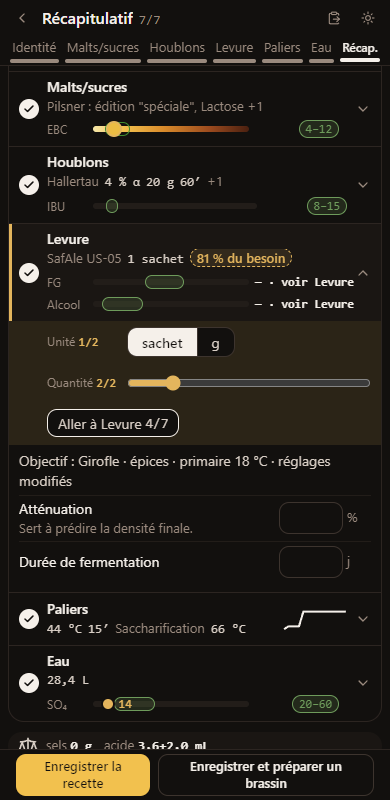 Récapitulatif 7/7
Identité Malts/sucres Houblons Levure Paliers Eau Récap.
Malts/sucres
Pilsner : édition "spéciale", Lactose +1
EBC 4–12
Houblons
Hallertau 4 % α 20 g 60′ +1
IBU 8–15
Levure
SafAle US-05 1 sachet 81 % du besoin
FG — · voir Levure
Alcool — · voir Levure
Unité 1/2 sachet g
Quantité 2/2
Aller à Levure 4/7
Objectif : Girofle · épices · primaire 18 °C · réglages
modifiés
Atténuation
%
Sert à prédire la densité finale.
Durée de fermentation j
Paliers
44 °C 15′ Saccharification 66 °C
Eau
28,4 L
SO₄ 14 20–60
sels 0 g acide 3,6+2,0 mL
Enregistrer la
recette
Enregistrer et préparer un
brassin